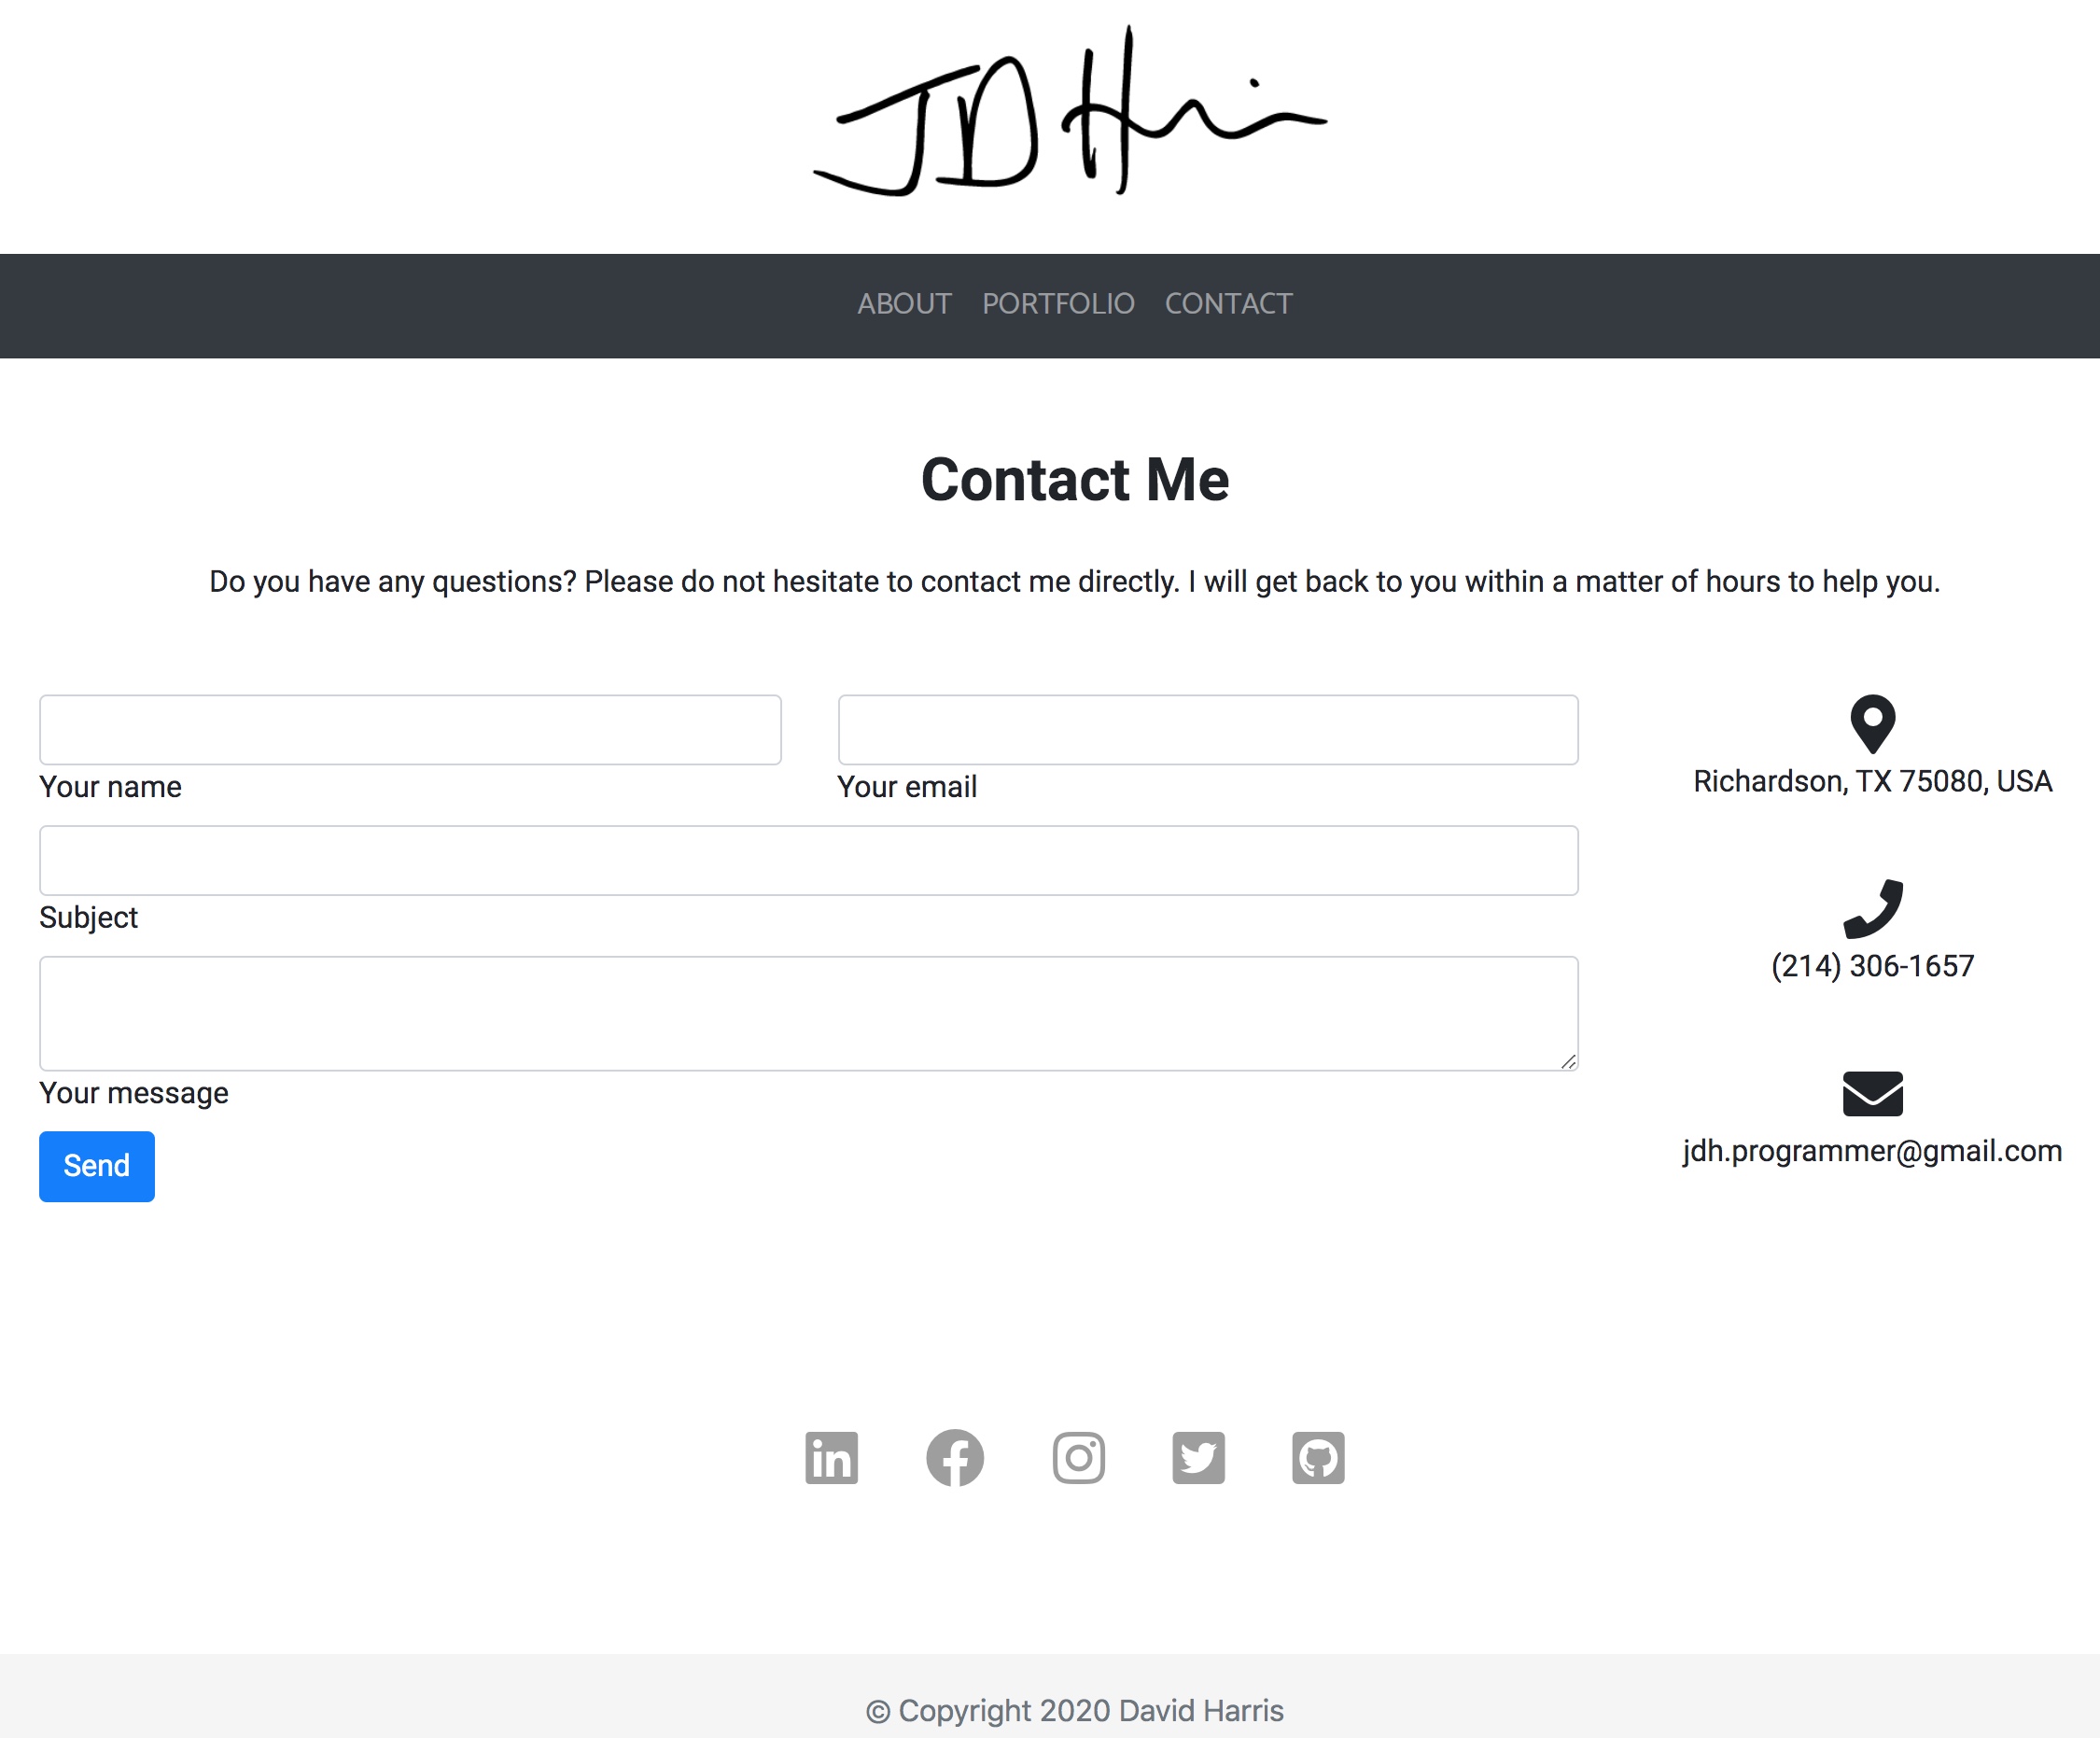 JD Harris
ABOUT PORTFOLIO CONTACT
Contact Me
Do you have any questions? Please do not hesitate to contact me directly. I will get back to you within a matter of hours to help you.
Your name
Your email
Subject
Your message
Send
Richardson, TX 75080, USA
(214) 306-1657
jdh.programmer@gmail.com
in
© Copyright 2020 David Harris